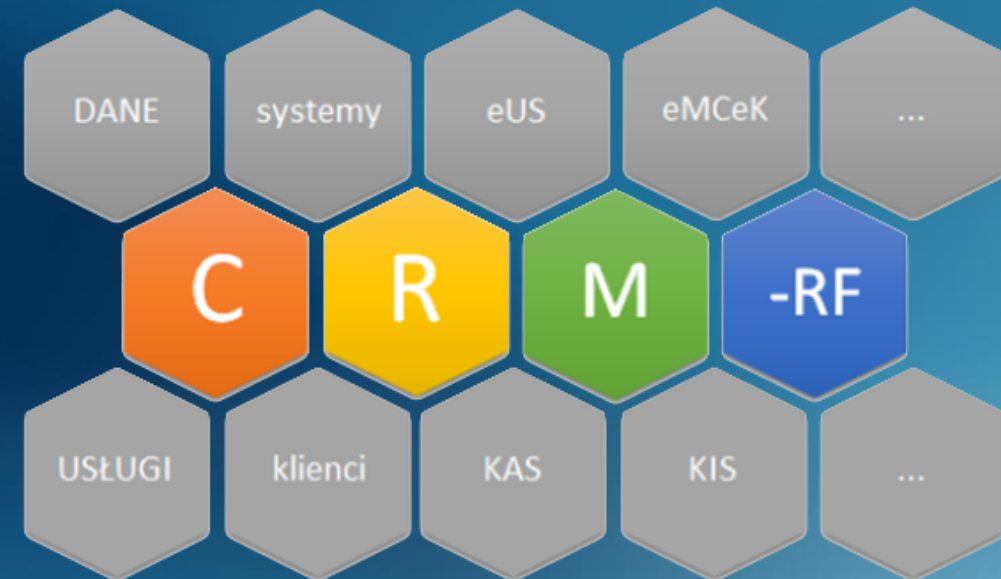 DANE systemy eUS eMCeK ...
C R M -RF
USŁUGI klienci KAS KIS ...